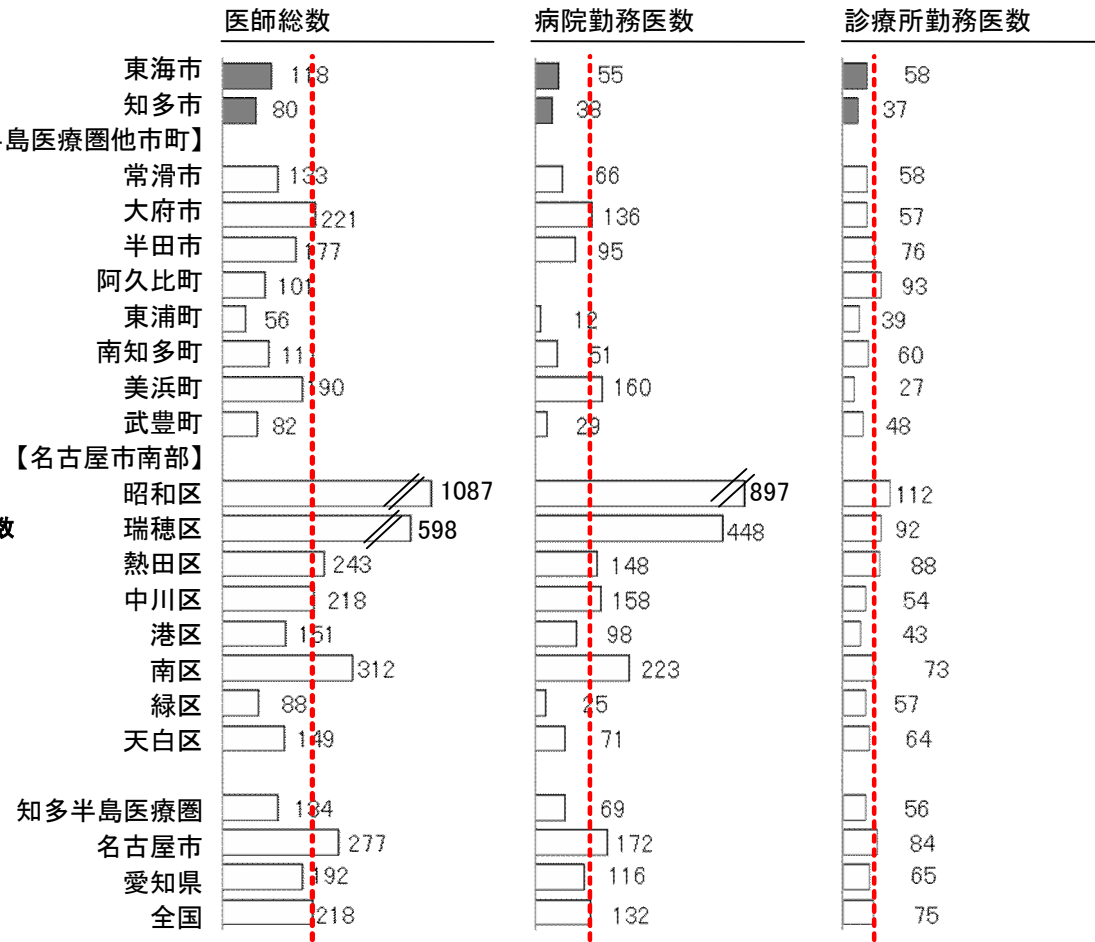 医師総数 病院勤務医数 診療所勤務医数
東海市 118 55 58
知多市 80 38 37
島医療圏他市町】
常滑市 133 66 58
大府市 221 136 57
半田市 177 95 76
阿久比町 101 93
東浦町 56 12 39
南知多町 51 60
美浜町 190 160 27
武豊町 82 29 48
【名古屋市南部】
昭和区 1087 897 112
数 瑞穂区 598 448 92
熱田区 243 148 88
中川区 218 158 54
港区 151 98 43
南区 312 223 73
緑区 88 25 57
天白区 149 71 64
知多半島医療圏 134 69 56
名古屋市 277 172 84
愛知県 192 116 65
全国 218 132 75